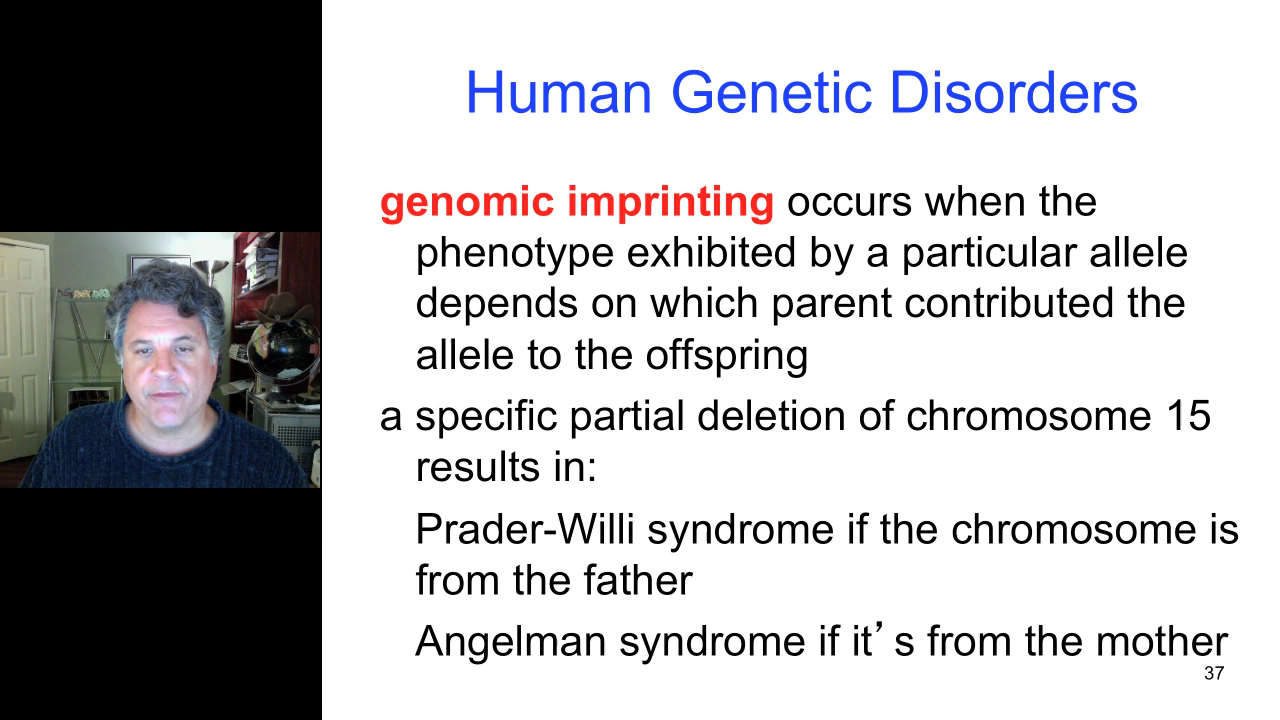 Human Genetic Disorders
genomic imprinting occurs when the
phenotype exhibited by a particular allele
depends on which parent contributed the
allele to the offspring
a specific partial deletion of chromosome 15
results in:
Prader-Willi syndrome if the chromosome is
from the father
Angelman syndrome if it’s from the mother
37